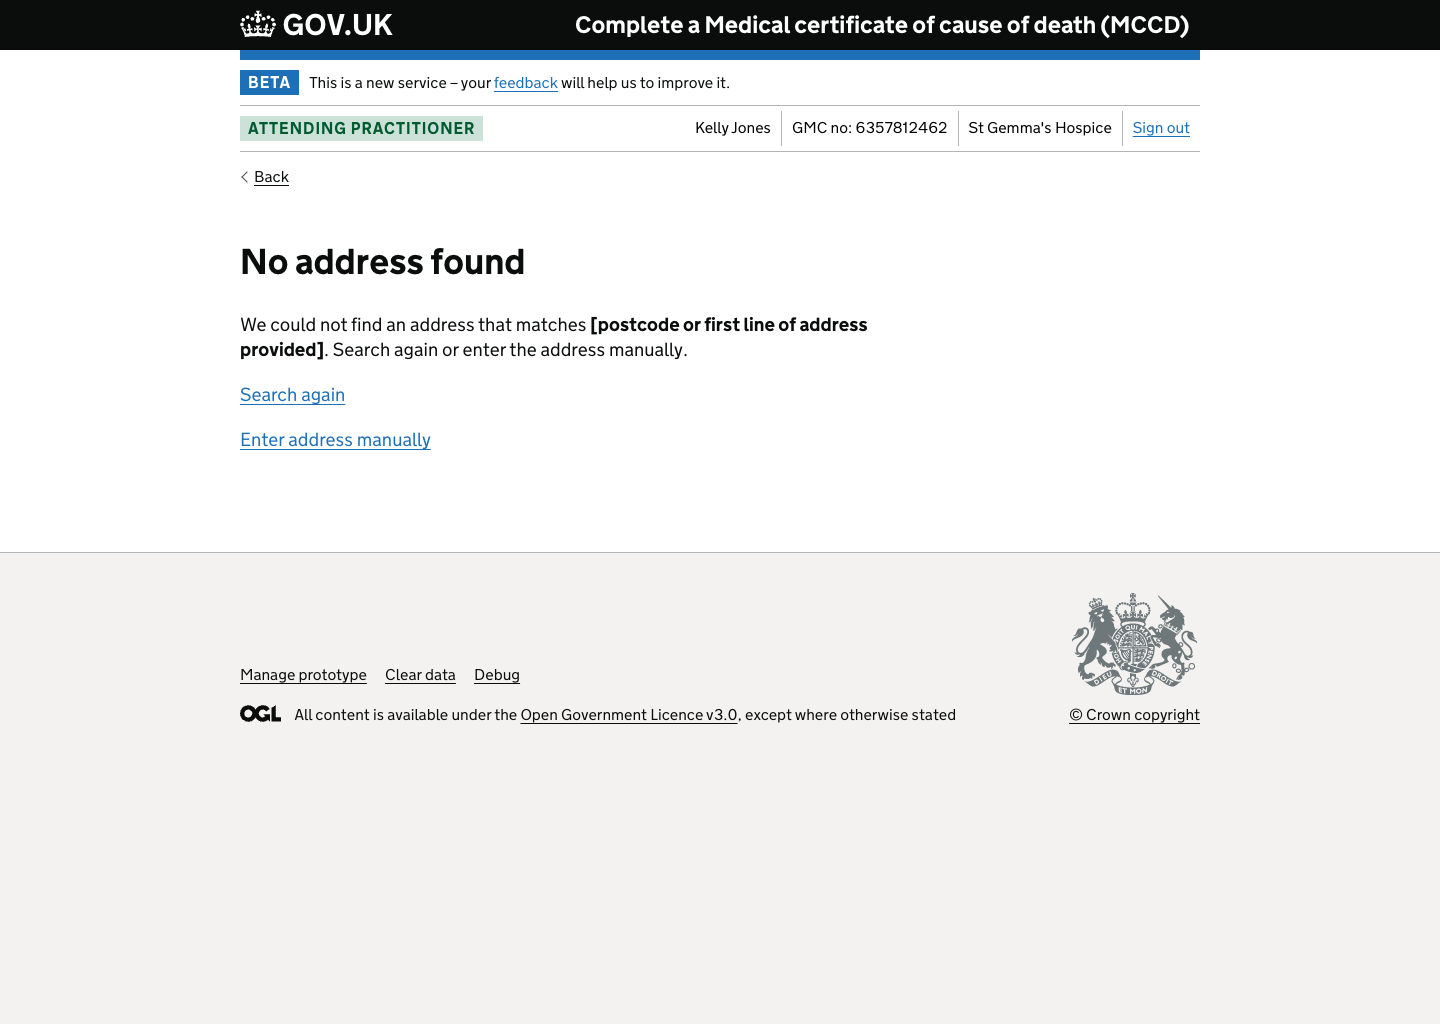 GOV.UK
Complete a Medical certificate of cause of death (MCCD)
BETA This is a new service – your feedback will help us to improve it.
ATTENDING PRACTITIONER Kelly Jones GMC no: 6357812462 St Gemma's Hospice Sign out
Back
No address found
We could not find an address that matches [postcode or first line of address
provided]. Search again or enter the address manually.
Search again
Enter address manually
Manage prototype Clear data Debug
OGL All content is available under the Open Government Licence v3.0, except where otherwise stated
DIEU ET MON DROIT
© Crown copyright